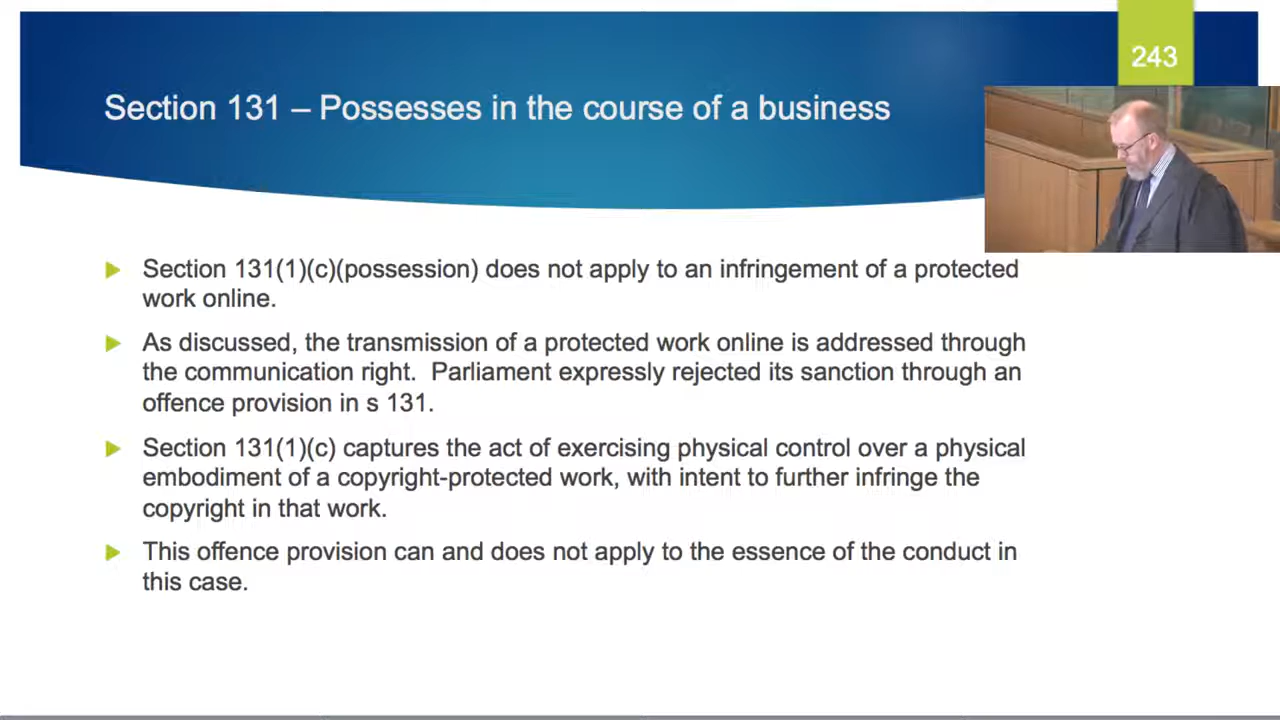 243
Section 131 – Possesses in the course of a business
Section 131(1)(c)(possession) does not apply to an infringement of a protected
work online.
As discussed, the transmission of a protected work online is addressed through
the communication right. Parliament expressly rejected its sanction through an
offence provision in s 131.
Section 131(1)(c) captures the act of exercising physical control over a physical
embodiment of a copyright-protected work, with intent to further infringe the
copyright in that work.
This offence provision can and does not apply to the essence of the conduct in
this case.